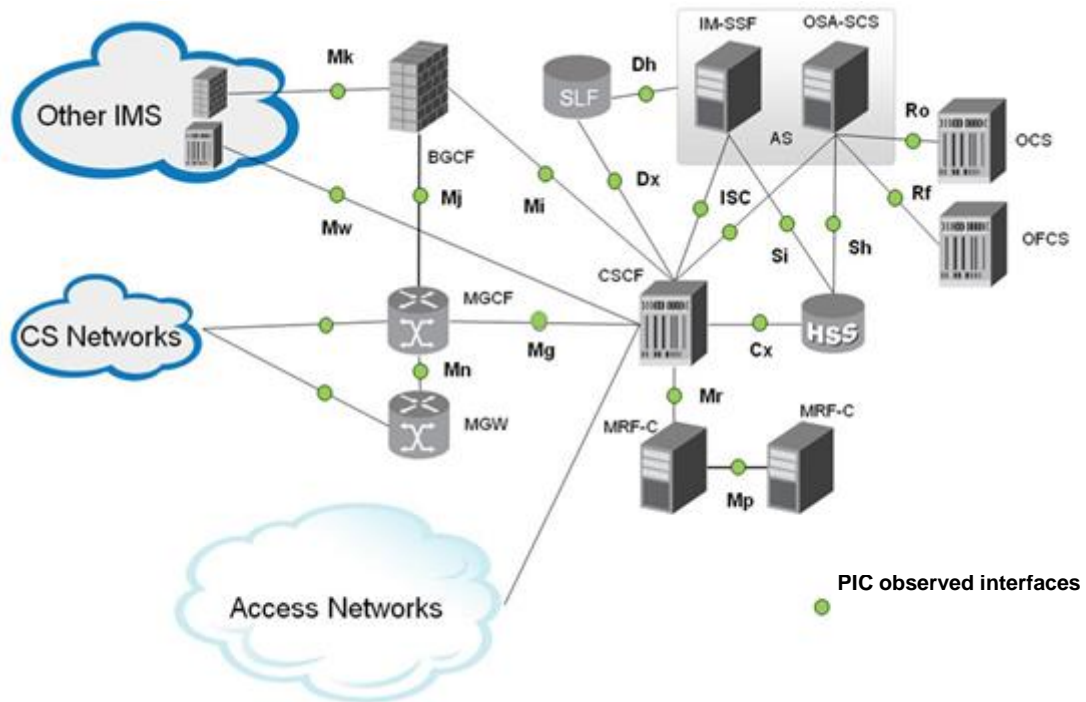 IM-SSF
OSA-SCS
Mk
Dh
SLF
Other IMS
Ro
AS
OCS
BGCF
Dx
ISC
Rf
Mj
Mi
Mw
Si
Sh
OFCS
CSCF
MGCF
CS Networks
HSS
Mg
Cx
Mn
Mr
MGW
MRF-C
MRF-C
Mp
PIC observed interfaces
Access Networks